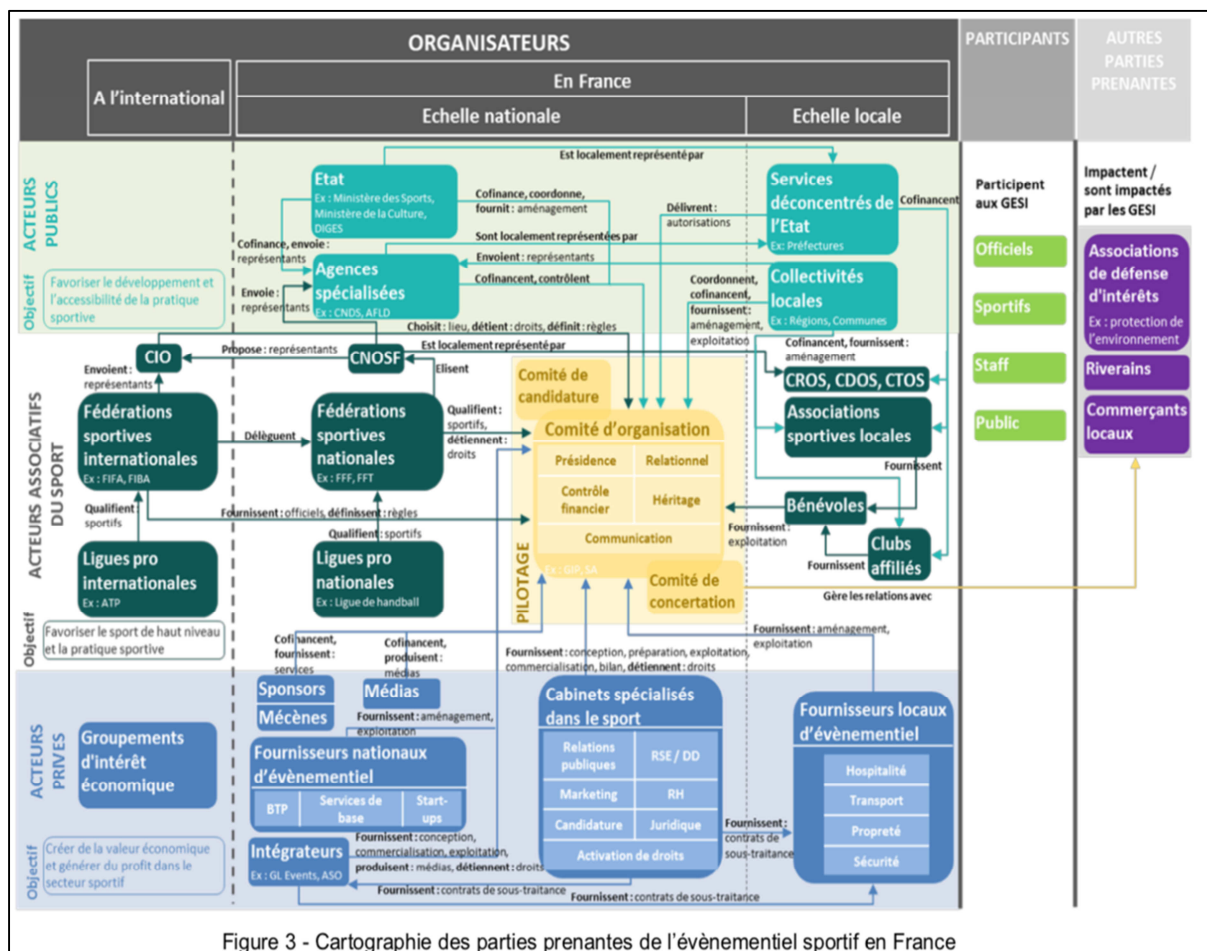 ORGANISATEURS
PARTICIPANTS
AUTRES
PARTIES
PRENANTES
A l'international
En France
Echelle nationale
Echelle locale
ACTEURS
PUBLICS
Objectif
Favoriser le développement et
l'accessibilité de la pratique
sportive
Est localement représenté par
Etat
Ex : Ministère des Sports,
Ministère de la Culture,
DIGES
Cofinance, coordonne,
fournit : aménagement
Délivrent :
autorisations
Services
déconcentrés de
l'Etat
Ex: Préfectures
Cofinancent
Cofinance, envoie :
représentants
Sont localement représentées par
Envoient : représentants
Agences
spécialisées
Ex : CNDS, AFLD
Cofinancent, contrôlent
Envoie :
représentants
Coordonnent,
cofinancent,
fournissent :
aménagement,
exploitation
Collectivités
locales
Ex : Régions, Communes
Choisit : lieu, détient : droits, définit : règles
Participent
aux GESI
Officiels
Sportifs
Staff
Public
Impactent /
sont impactés
par les GESI
Associations
de défense
d'intérêts
Ex : protection de
l'environnement
Riverains
Commerçants
locaux
ACTEURS ASSOCIATIFS
DU SPORT
Objectif
Favoriser le sport de haut niveau
et la pratique sportive
CIO
Propose : représentants
CNOSF
Est localement représenté par
Elisent
Cofinancent, fournissent :
aménagement
CROS, CDOS, CTOS
Envoient :
représentants
Fédérations
sportives
internationales
Ex : FIFA, FIBA
Délèguent
Fédérations
sportives
nationales
Ex : FFF, FFT
Qualifient :
sportifs,
détiennent :
droits
Comité de
candidature
Comité d'organisation
Présidence
Relationnel
Contrôle
financier
Héritage
Communication
Ex : GIP, SA
Comité de
concertation
PILOTAGE
Associations
sportives locales
Fournissent
Bénévoles
Fournissent :
exploitation
Fournissent
Clubs
affiliés
Gère les relations avec
Qualifient :
sportifs
Fournissent : officiels, définissent : règles
Qualifient : sportifs
Ligues pro
internationales
Ex : ATP
Ligues pro
nationales
Ex : Ligue de handball
ACTEURS
PRIVES
Objectif
Créer de la valeur économique
et générer du profit dans le
secteur sportif
Groupements
d'intérêt
économique
Cofinancent,
fournissent :
services
Cofinancent,
produisent :
médias
Sponsors
Mécènes
Médias
Fournissent : aménagement,
exploitation
Fournisseurs nationaux
d'évènementiel
BTP
Services de
base
Start-
ups
Intégrateurs
Ex : GL Events, ASO
Fournissent : conception,
commercialisation, exploitation,
produisent : médias, détiennent : droits
Fournissent : contrats de sous-traitance
Fournissent : contrats de sous-traitance
Fournissent : conception, préparation, exploitation,
commercialisation, bilan, détiennent : droits
Cabinets spécialisés
dans le sport
Relations
publiques
RSE / DD
Marketing
RH
Candidature
Juridique
Activation de droits
Fournissent :
contrats de
sous-traitance
Fournissent : aménagement,
exploitation
Fournisseurs locaux
d'évènementiel
Hospitalité
Transport
Propreté
Sécurité
Figure 3 - Cartographie des parties prenantes de l'évènementiel sportif en France